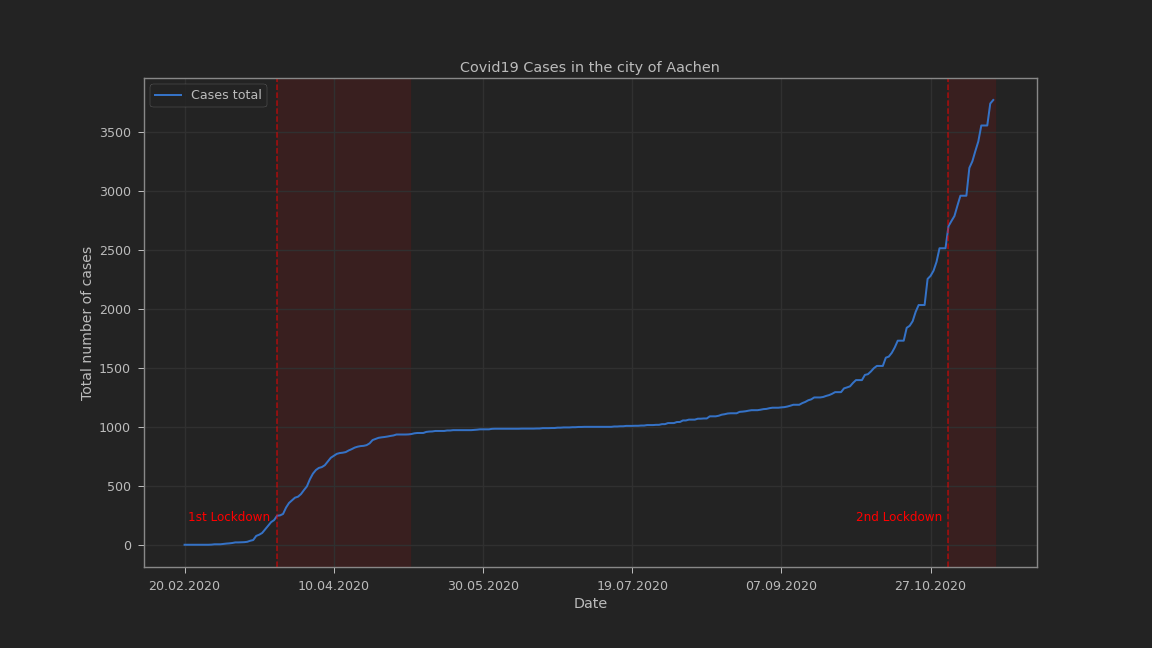 Covid19 Cases in the city of Aachen
Cases total
3500
3000
2500
2000
1500
1000
500
0
Total number of cases
1st Lockdown
2nd Lockdown
20.02.2020 10.04.2020 30.05.2020 19.07.2020 07.09.2020 27.10.2020
Date